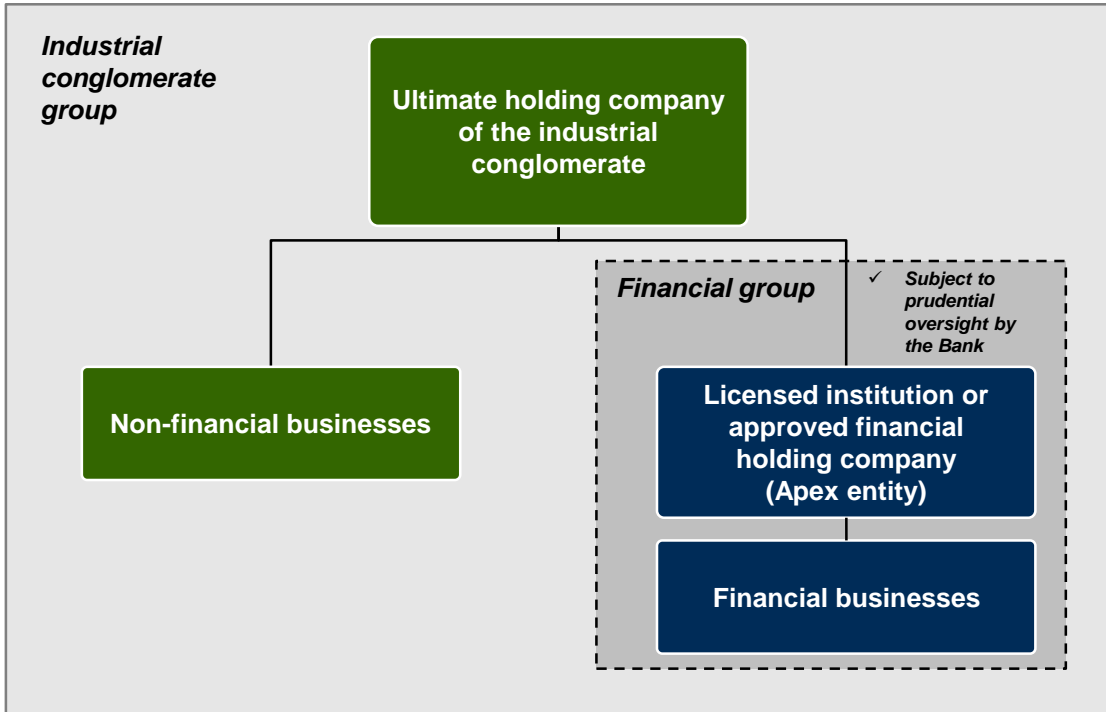 Industrial
conglomerate
group
Ultimate holding company
of the industrial
conglomerate
Financial group
✓ Subject to
prudential
oversight by
the Bank
Non-financial businesses
Licensed institution or
approved financial
holding company
(Apex entity)
Financial businesses